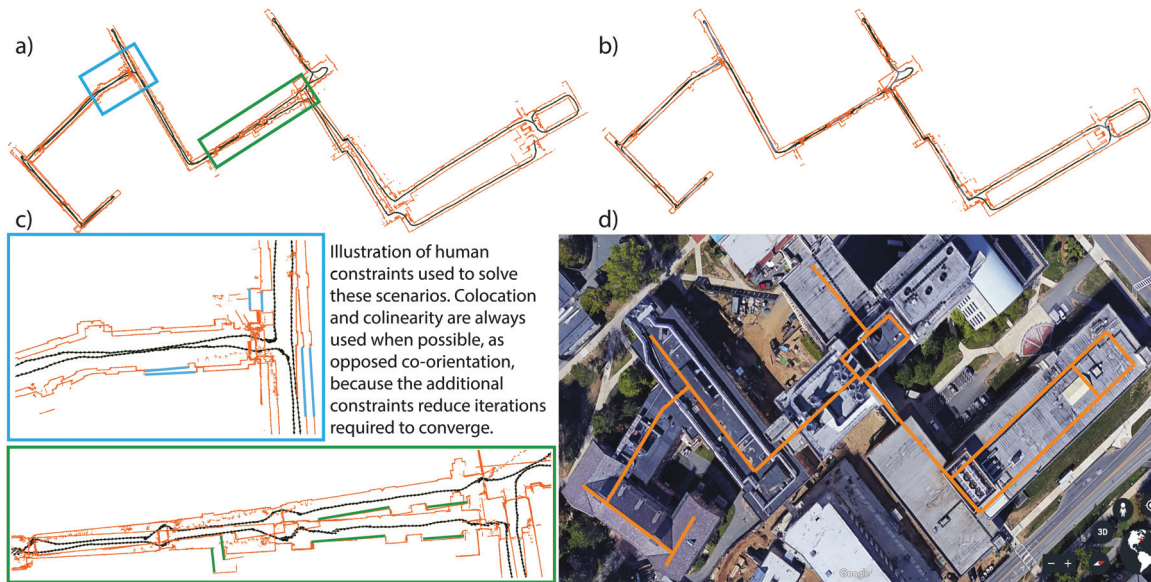 a)
b)
c)
Illustration of human
constraints used to solve
these scenarios. Colocation
and colinearity are always
used when possible, as
opposed co-orientation,
because the additional
constraints reduce iterations
required to converge.
d)
3D
Google